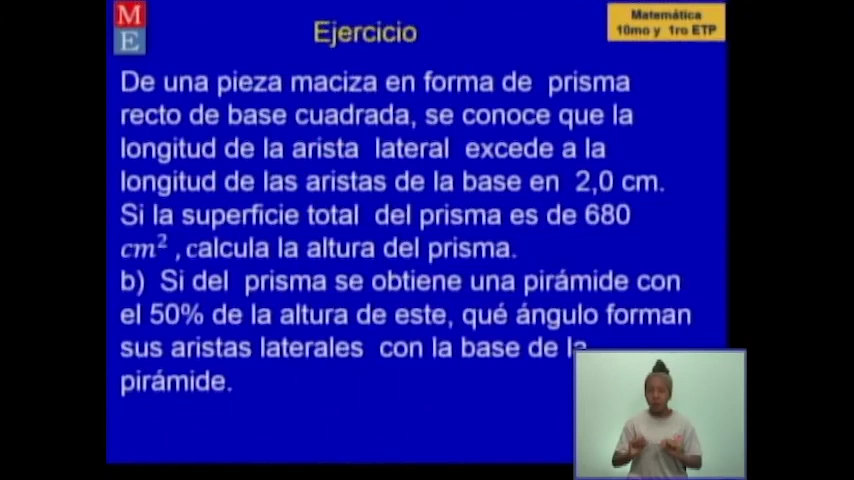 M
E
Ejercicio
Matemática
10mo y 1ro ETP
De una pieza maciza en forma de prisma
recto de base cuadrada, se conoce que la
longitud de la arista lateral excede a la
longitud de las aristas de la base en 2,0 cm.
Si la superficie total del prisma es de 680
cm² , calcula la altura del prisma.
b) Si del prisma se obtiene una pirámide con
el 50% de la altura de este, qué ángulo forman
sus aristas laterales con la base de la
pirámide.